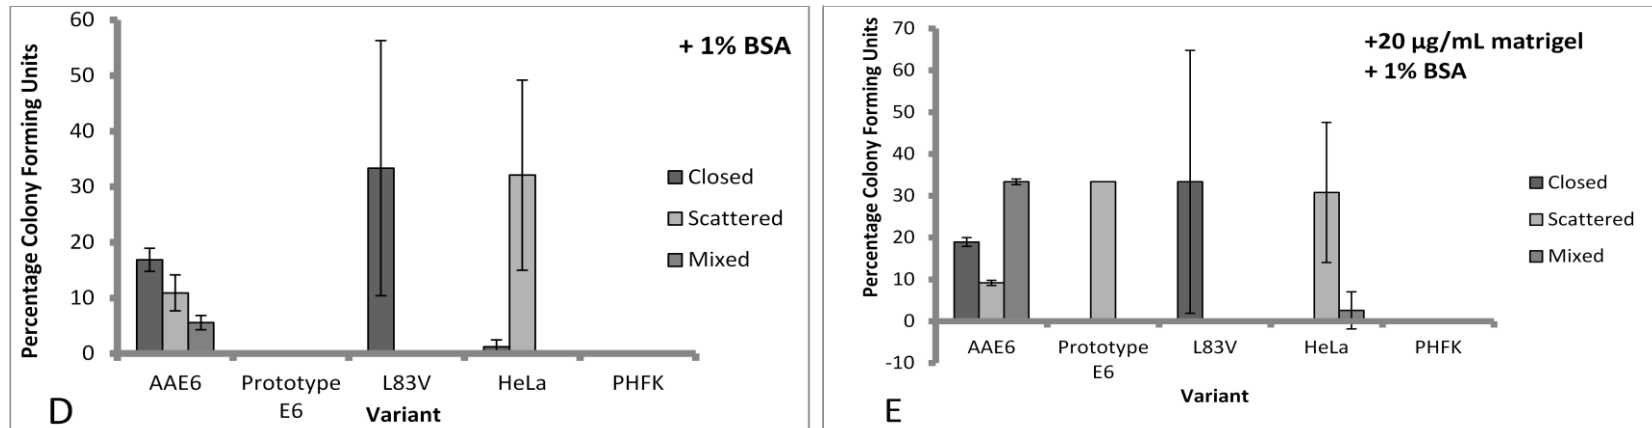 Percentage Colony Forming Units
60
50
40
30
20
10
0
+ 1% BSA
Closed
Scattered
Mixed
AAE6
Prototype
E6
L83V
HeLa
PHFK
Variant
D
Percentage Colony Forming Units
70
60
50
40
30
20
10
0
-10
+20 µg/mL matrigel
+ 1% BSA
Closed
Scattered
Mixed
AAE6
Prototype
E6
L83V
HeLa
PHFK
Variant
E